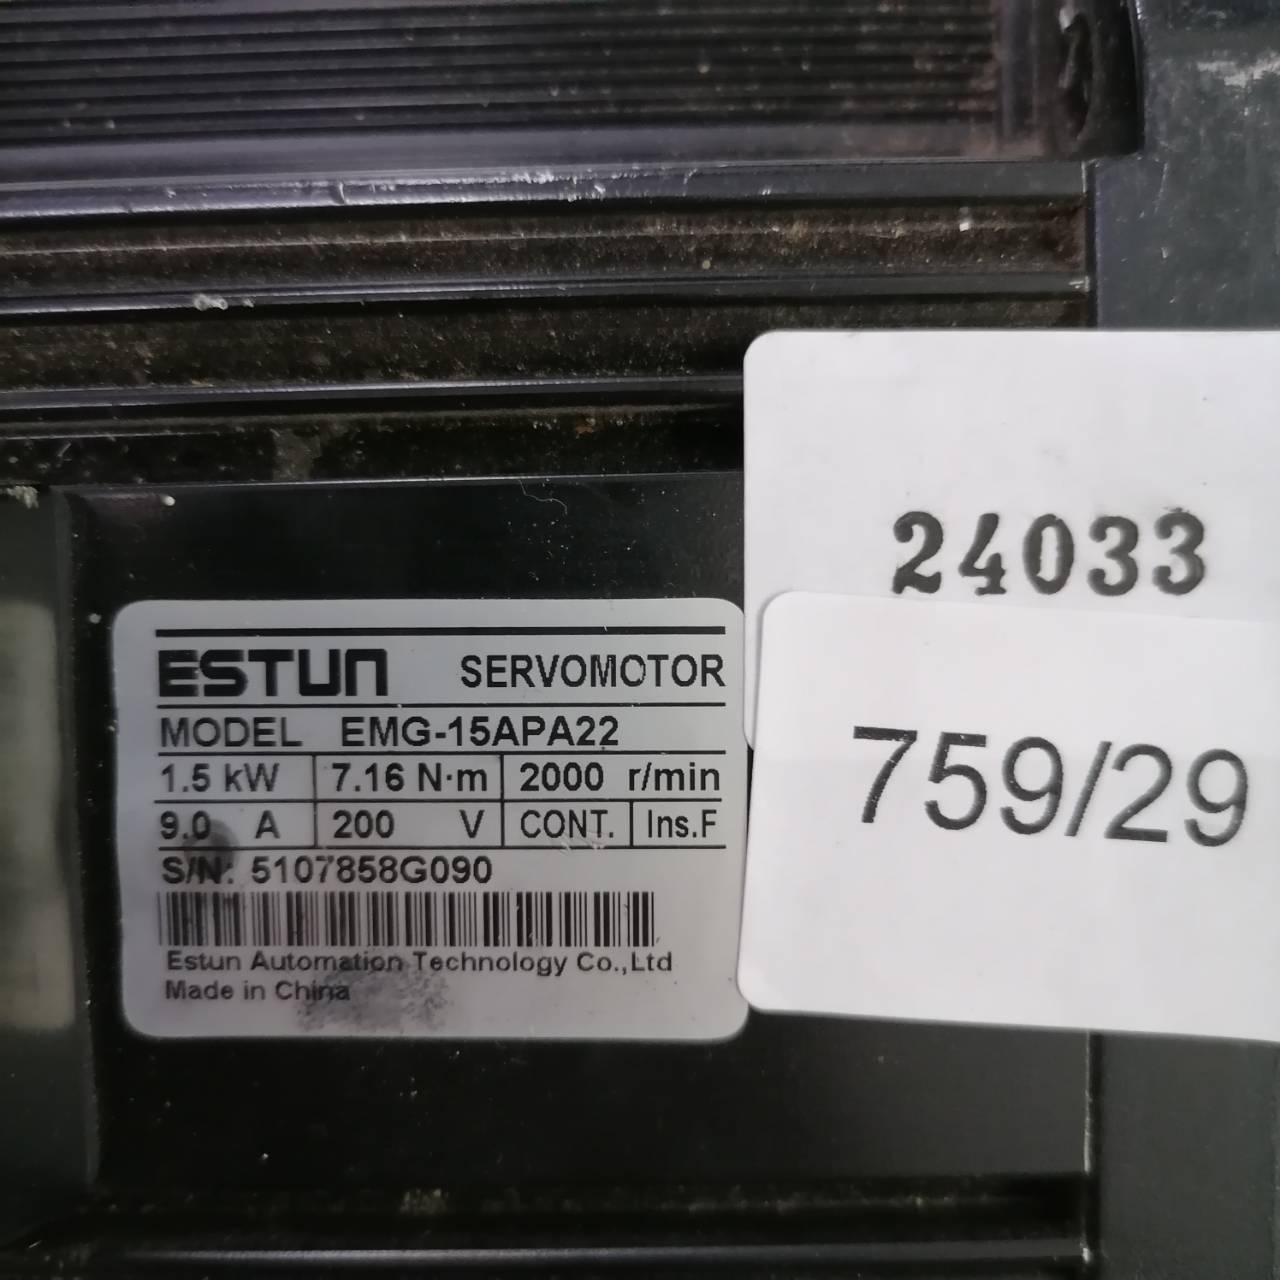 24033
759/29
ESTUN SERVOMOTOR
MODEL EMG-15APA22
1.5 kW 7.16 N·m 2000 r/min
9.0 A 200 V CONT. Ins.F
S/N: 5107858G090
Estun Automation Technology Co.,Ltd
Made in China